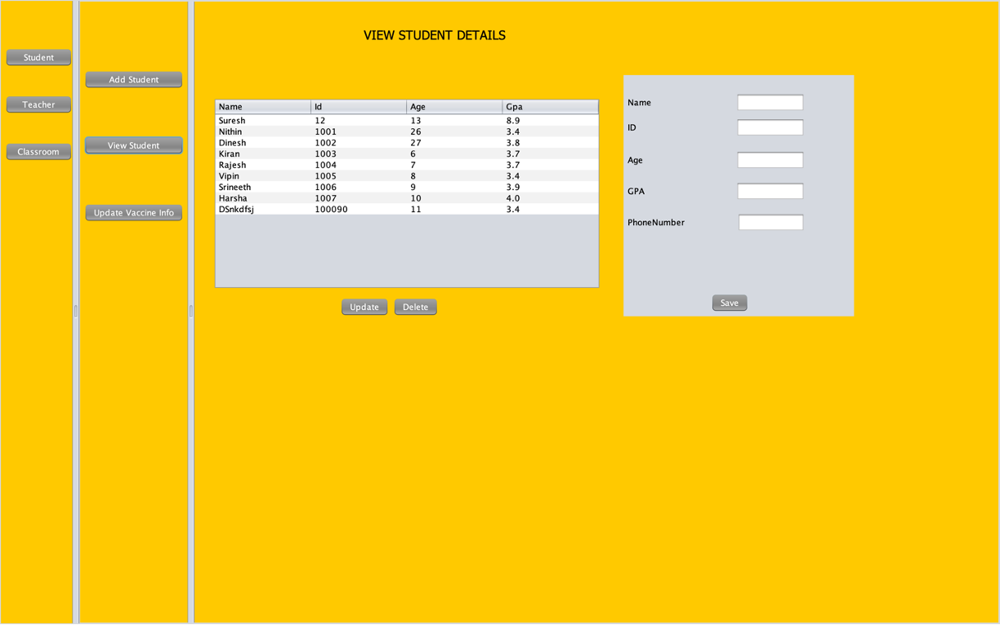 VIEW STUDENT DETAILS
Student
Teacher
Classroom
Add Student
View Student
Update Vaccine Info
Name Id Age Gpa
Suresh 12 13 8.9
Nithin 1001 26 3.4
Dinesh 1002 27 3.8
Kiran 1003 6 3.7
Rajesh 1004 7 3.7
Vipin 1005 8 3.4
Srineeth 1006 9 3.9
Harsha 1007 10 4.0
DSnkdfsj 100090 11 3.4
Update Delete
Name
ID
Age
GPA
PhoneNumber
Save